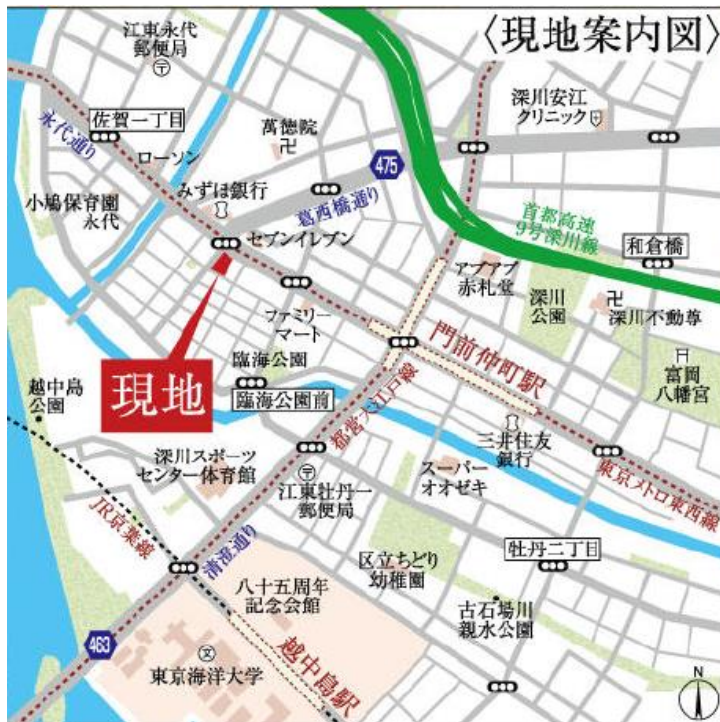 〈現地案内図〉
江東永代
郵便局
深川安江
クリニック
佐賀一丁目
永代通り
ローソン
萬徳院
475
小鳩保育園
永代
みずほ銀行
葛西橋通り
セブンイレブン
首都高速
9号深川線
和倉橋
アブアブ
赤札堂
深川
公園
深川不動尊
ファミリー
マート
門前仲町駅
現地
臨海公園
臨海公園前
富岡
八幡宮
越中島
公園
都営大江戸線
三井住友
銀行
深川スポーツ
センター体育館
スーパー
オオゼキ
東京メトロ東西線
江東牡丹一
郵便局
JR京葉線
清澄通り
牡丹二丁目
区立ちどり
幼稚園
八十五周年
記念会館
古石場川
親水公園
越中島駅
463
文
東京海洋大学
N